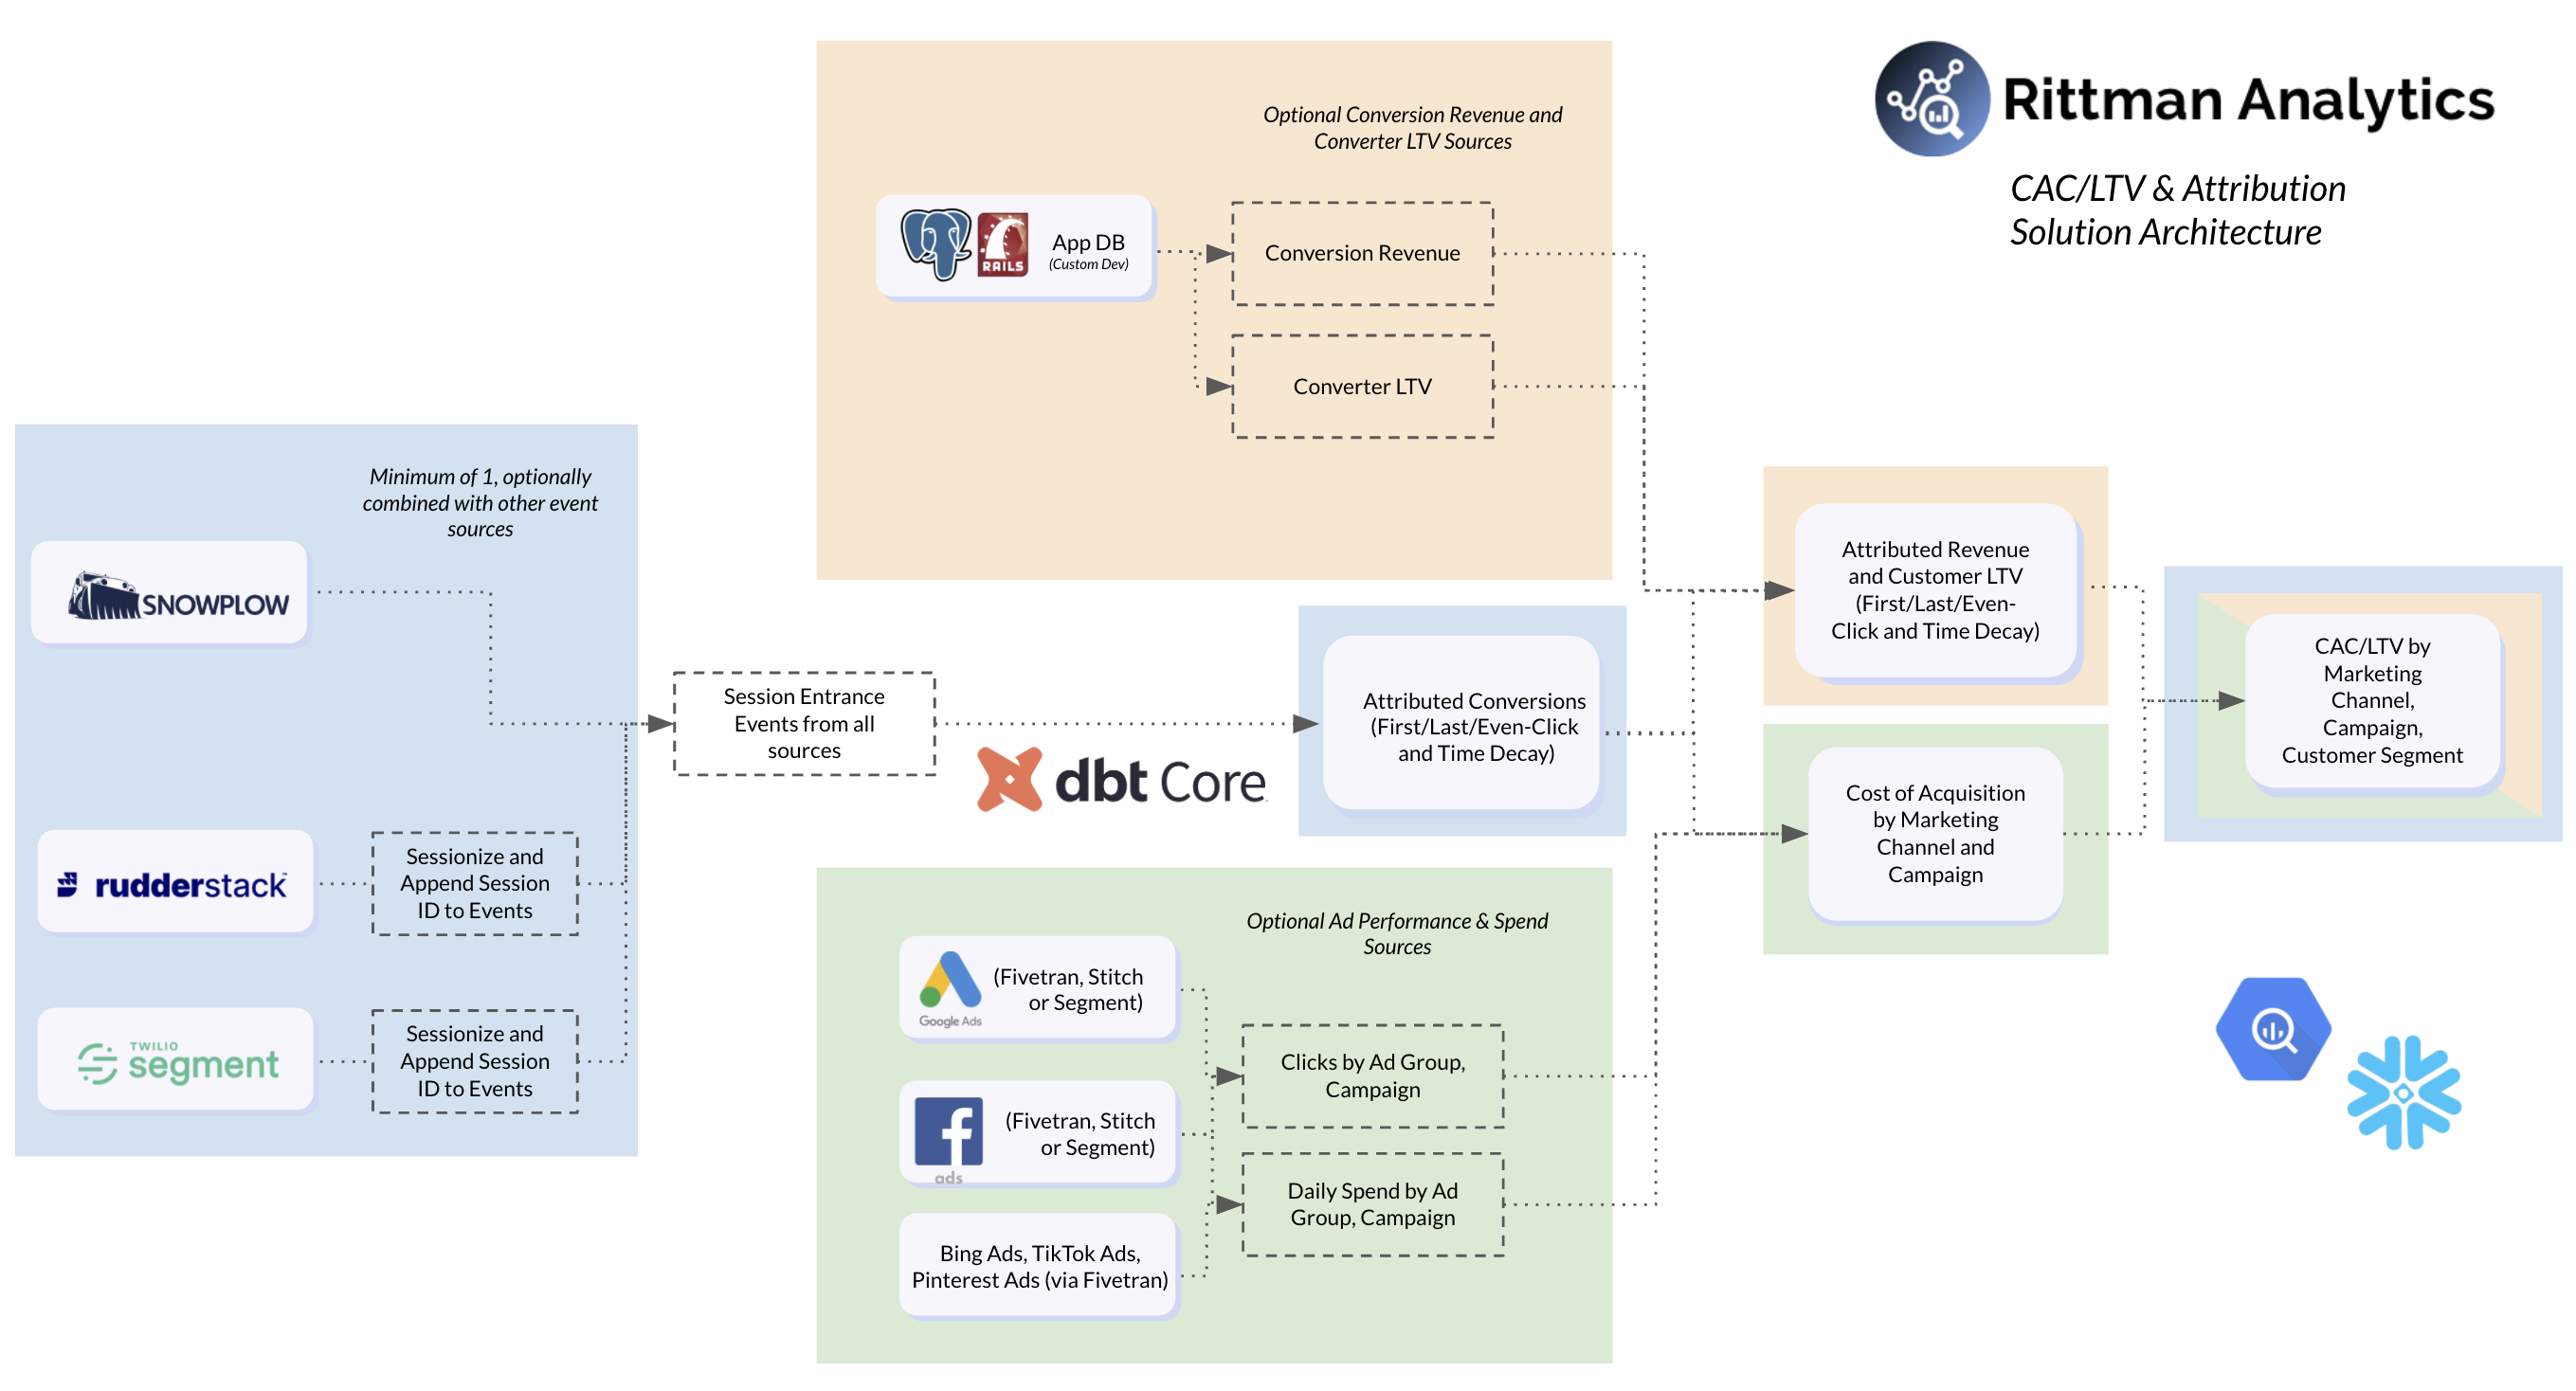 Rittman Analytics
CAC/LTV & Attribution
Solution Architecture
Optional Conversion Revenue and
Converter LTV Sources
RAILS
App DB
(Custom Dev)
Conversion Revenue
Converter LTV
Minimum of 1, optionally
combined with other event
sources
SNOWPLOW
rudderstack
Sessionize and
Append Session
ID to Events
TWILIO
segment
Sessionize and
Append Session
ID to Events
Session Entrance
Events from all
sources
dbt Core
Attributed Conversions
(First/Last/Even-Click
and Time Decay)
Optional Ad Performance & Spend
Sources
Google Ads
(Fivetran, Stitch
or Segment)
f
ads
(Fivetran, Stitch
or Segment)
Bing Ads, TikTok Ads,
Pinterest Ads (via Fivetran)
Clicks by Ad Group,
Campaign
Daily Spend by Ad
Group, Campaign
Attributed Revenue
and Customer LTV
(First/Last/Even-
Click and Time Decay)
Cost of Acquisition
by Marketing
Channel and
Campaign
CAC/LTV by
Marketing
Channel,
Campaign,
Customer Segment